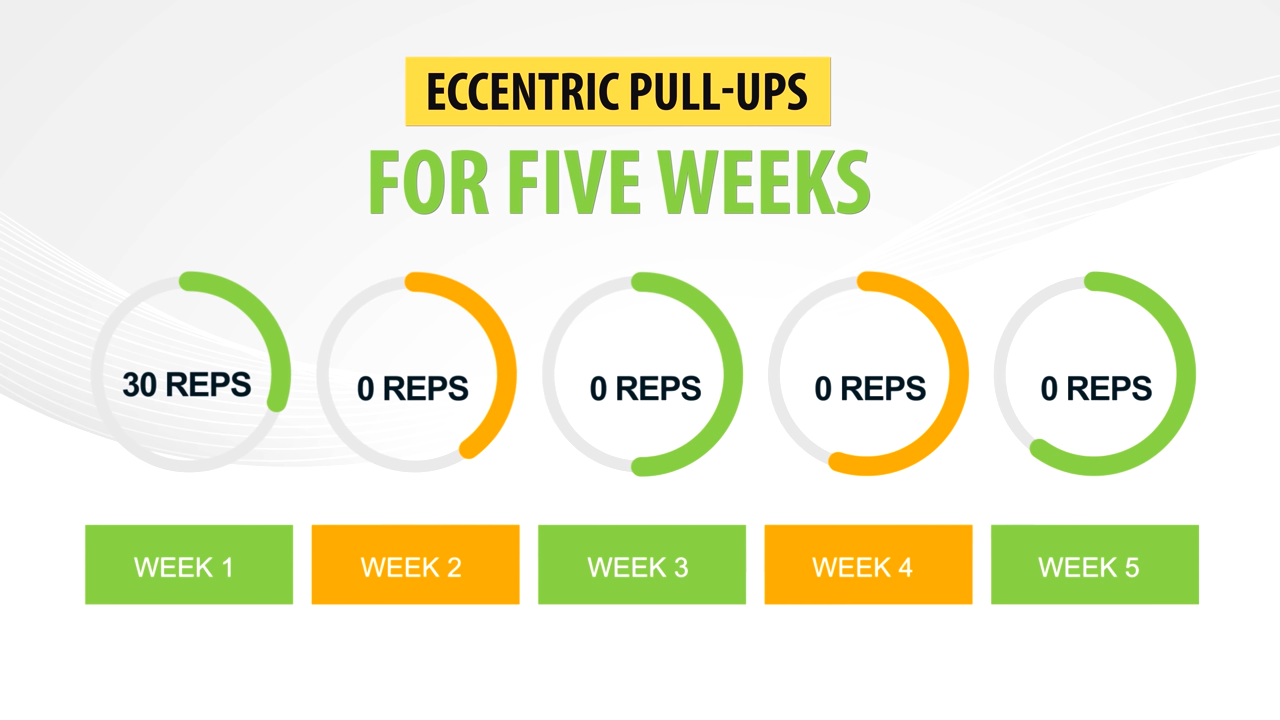 ECCENTRIC PULL-UPS
FOR FIVE WEEKS
30 REPS
0 REPS
0 REPS
0 REPS
0 REPS
WEEK 1
WEEK 2
WEEK 3
WEEK 4
WEEK 5